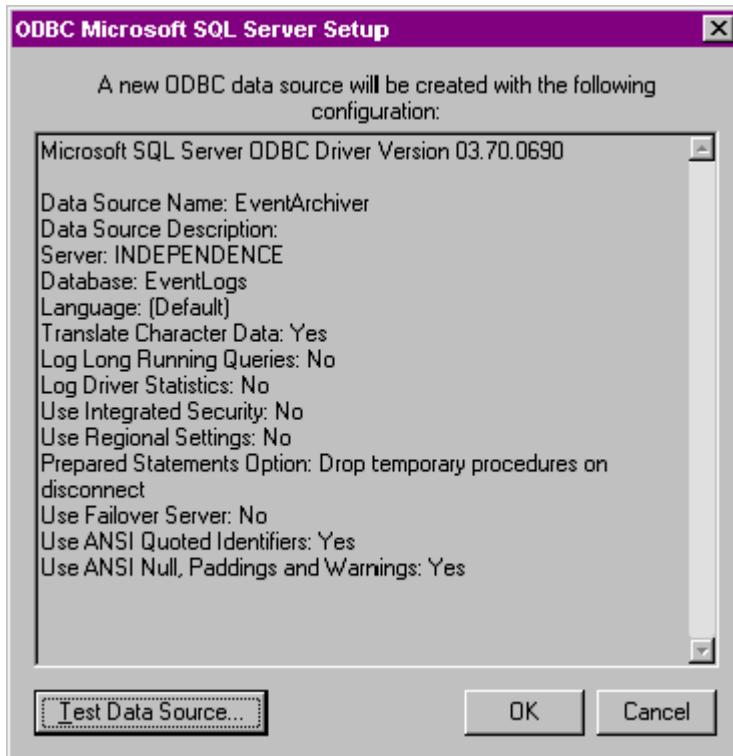 ODBC Microsoft SQL Server Setup
A new ODBC data source will be created with the following
configuration:
Microsoft SQL Server ODBC Driver Version 03.70.0690
Data Source Name: EventArchiver
Data Source Description:
Server: INDEPENDENCE
Database: EventLogs
Language: (Default)
Translate Character Data: Yes
Log Long Running Queries: No
Log Driver Statistics: No
Use Integrated Security: No
Use Regional Settings: No
Prepared Statements Option: Drop temporary procedures on
disconnect
Use Failover Server: No
Use ANSI Quoted Identifiers: Yes
Use ANSI Null, Paddings and Warnings: Yes
Test Data Source...
OK
Cancel